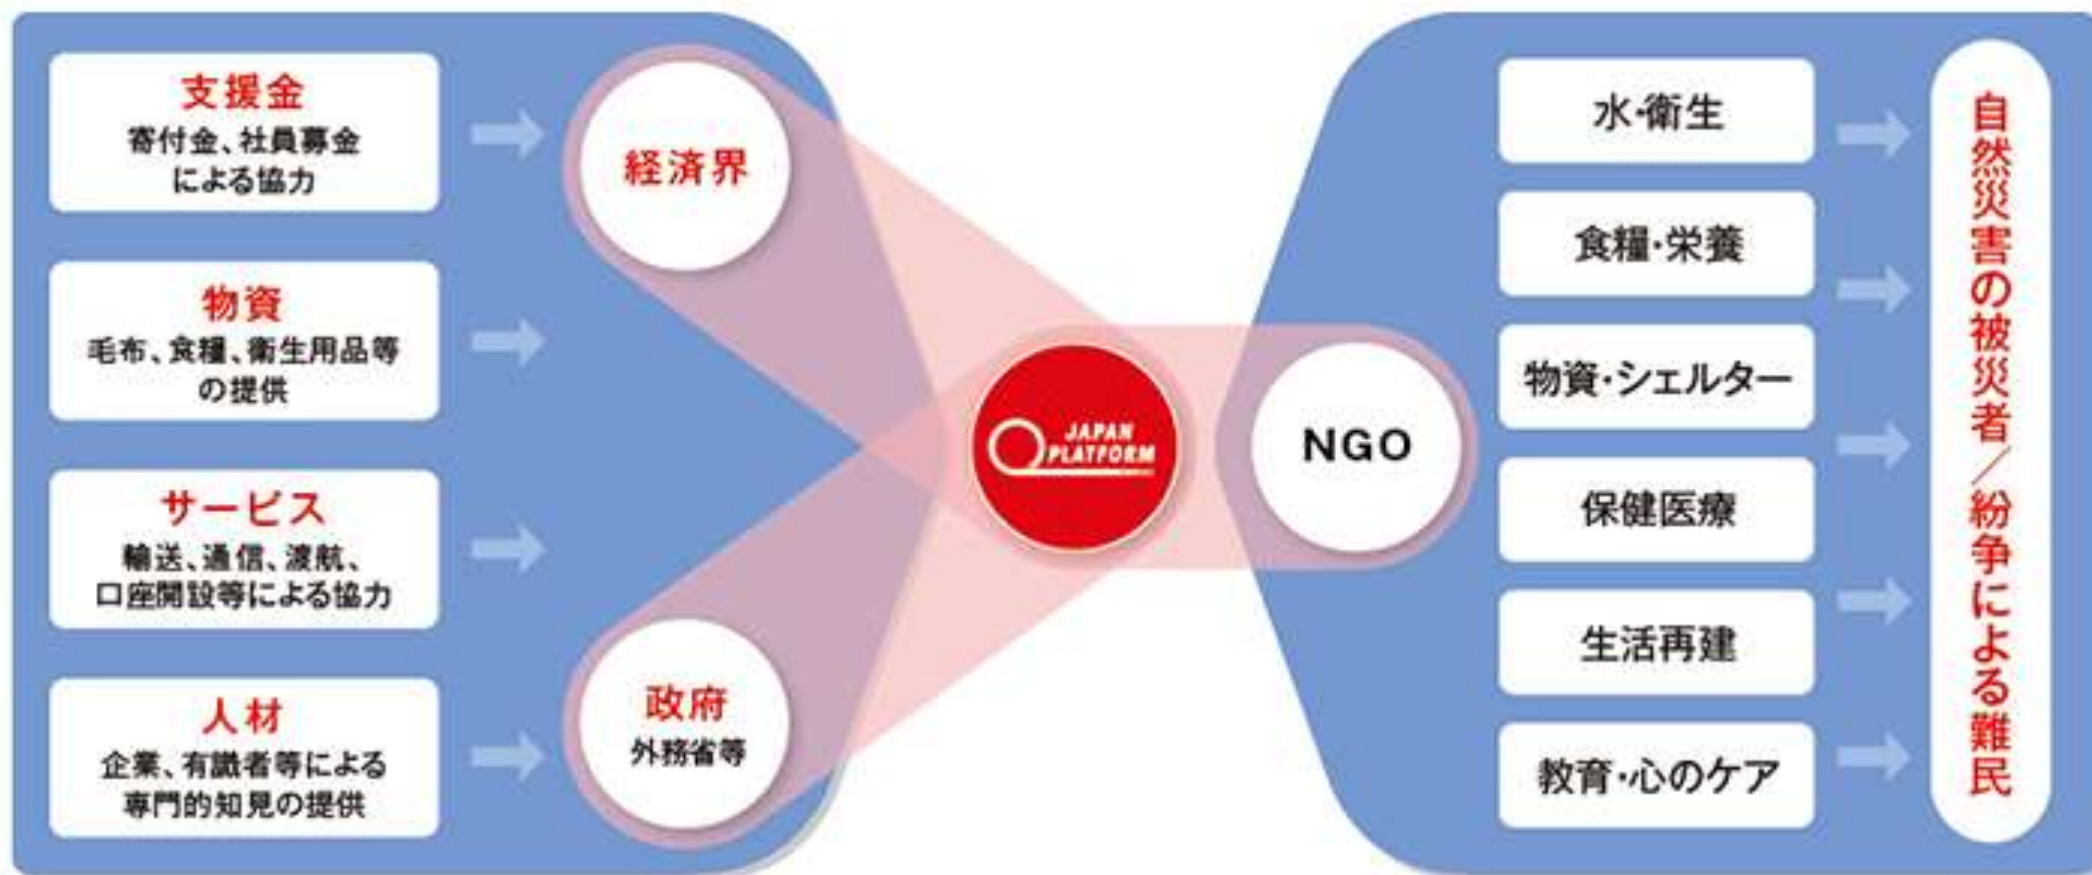 支援金
寄付金、社員募金
による協力
物資
毛布、食糧、衛生用品等
の提供
サービス
輸送、通信、渡航、
口座開設等による協力
人材
企業、有識者等による
専門的知見の提供
経済界
政府
外務省等
JAPAN
PLATFORM
NGO
水・衛生
食糧・栄養
物資・シェルター
保健医療
生活再建
教育・心のケア
自然災害の被災者／紛争による難民